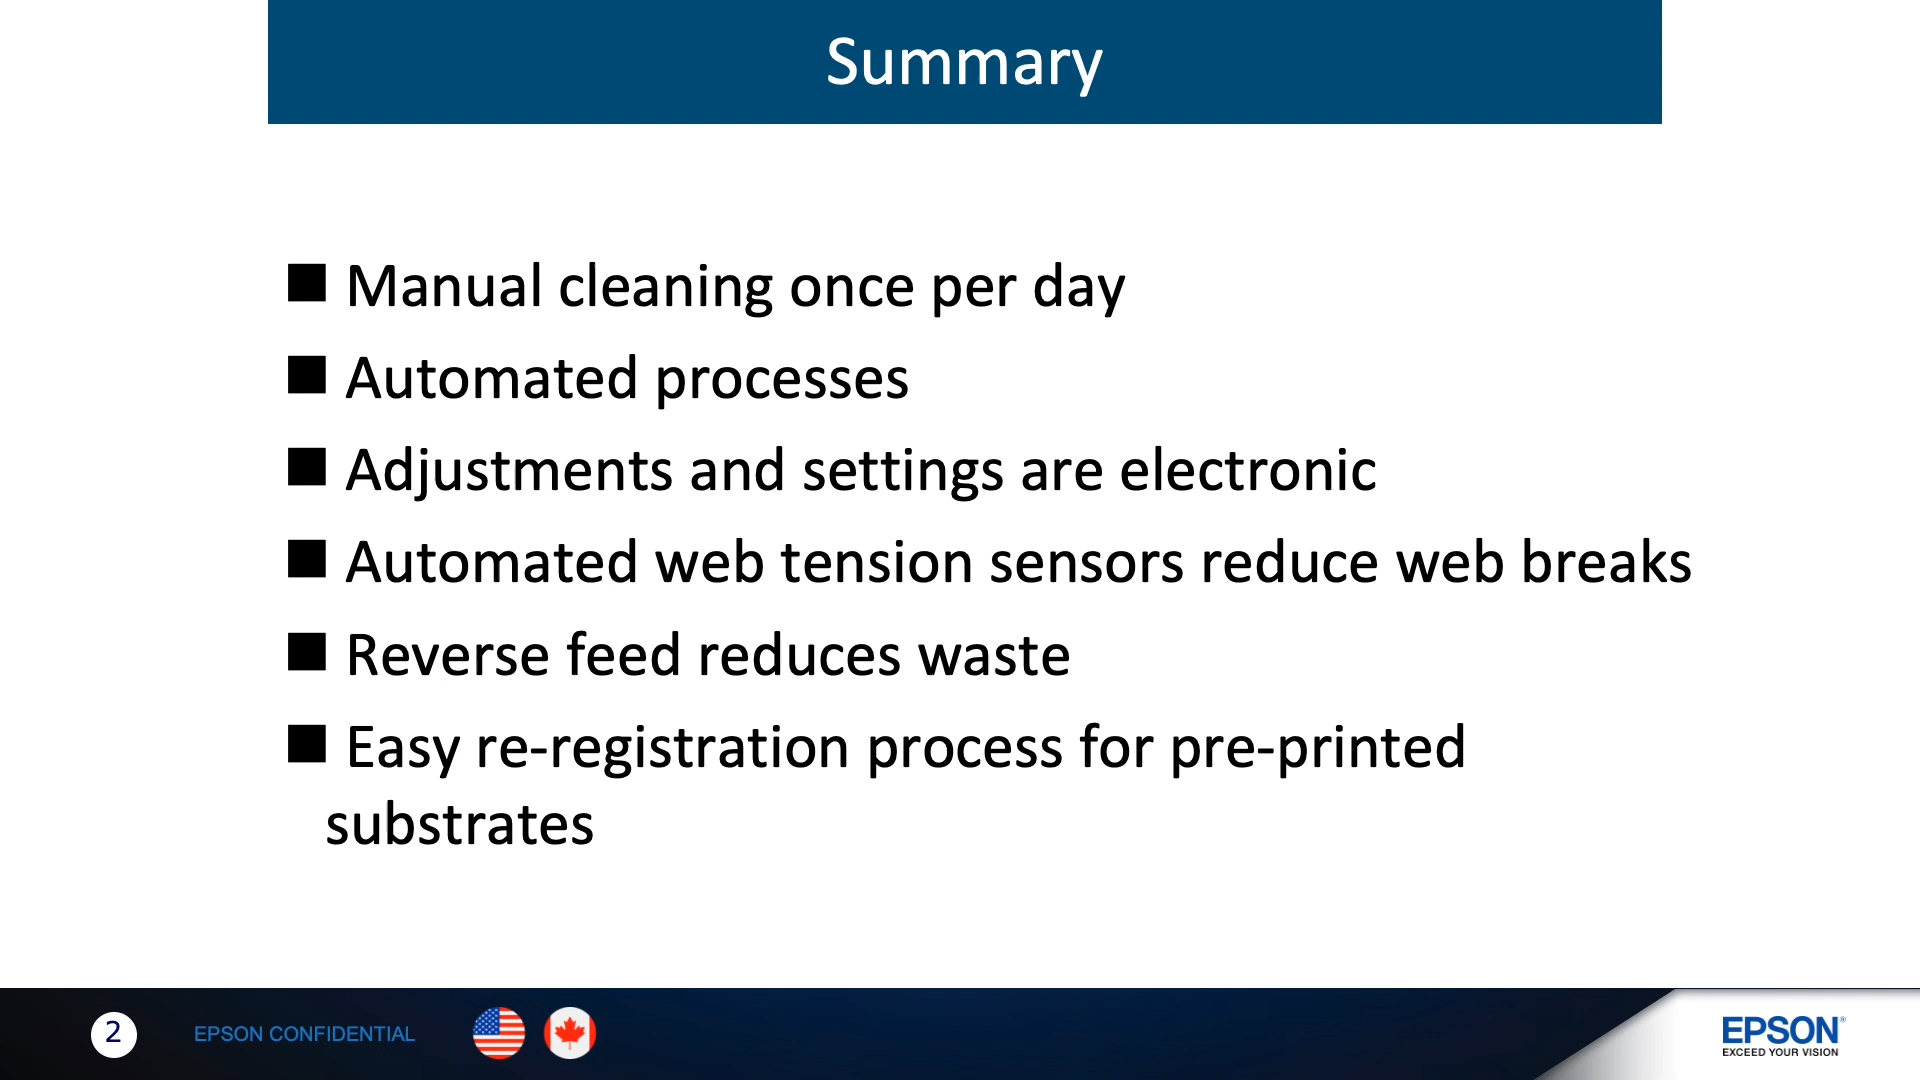 Summary
■ Manual cleaning once per day
■ Automated processes
■ Adjustments and settings are electronic
■ Automated web tension sensors reduce web breaks
■ Reverse feed reduces waste
■ Easy re-registration process for pre-printed
substrates
2 EPSON CONFIDENTIAL
EPSON®
EXCEED YOUR VISION